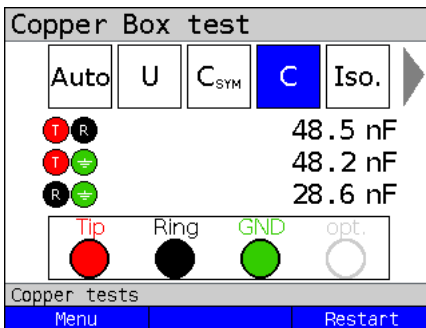 Copper Box test
Auto U CSYM C Iso.
T R 48.5 nF
T 48.2 nF
R 28.6 nF
Tip Ring GND opt.
Copper tests
Menu Restart